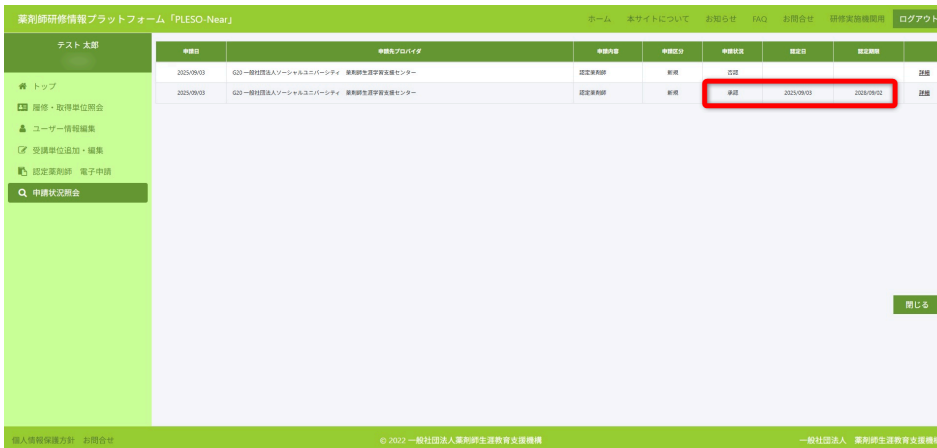 薬剤師研修情報プラットフォーム「PLESO-Near」 ホーム 本サイトについて お知らせ FAQ お問合せ 研修実施機関用 ログアウト
テスト 太郎
トップ
履修・取得単位照会
ユーザー情報編集
受講単位追加・編集
認定薬剤師 電子申請
申請状況照会
申請日 申請先プロバイダ 申請内容 申請区分 申請状況 認定日 認定期限
2025/09/03 G20 一般社団法人ソーシャルユニバーシティ 薬剤師生涯学習支援センター 認定薬剤師 新規 否認 詳細
2025/09/03 G20 一般社団法人ソーシャルユニバーシティ 薬剤師生涯学習支援センター 認定薬剤師 新規 承認 2025/09/03 2028/09/02 詳細
閉じる
個人情報保護方針 お問合せ © 2022 一般社団法人薬剤師生涯教育支援機構 一般社団法人 薬剤師生涯教育支援機